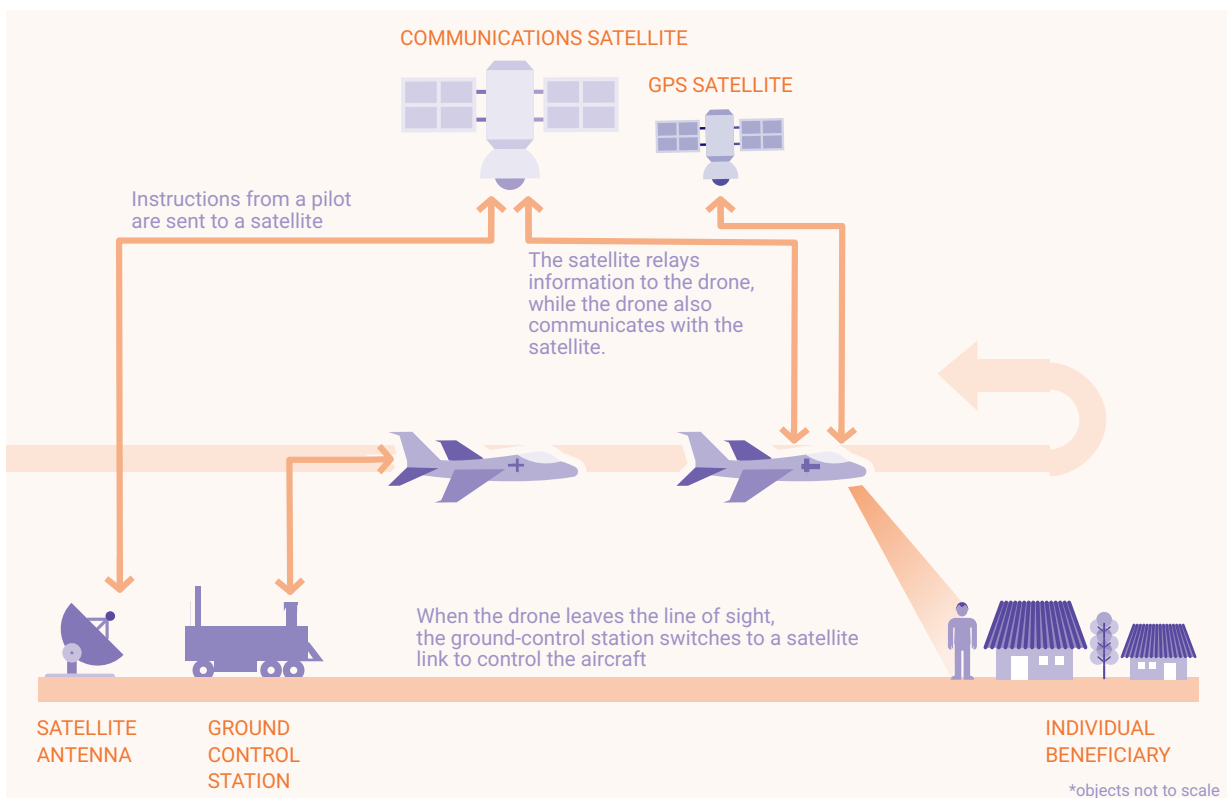 COMMUNICATIONS SATELLITE
GPS SATELLITE
Instructions from a pilot
are sent to a satellite
The satellite relays
information to the drone,
while the drone also
communicates with the
satellite.
When the drone leaves the line of sight,
the ground-control station switches to a satellite
link to control the aircraft
SATELLITE
ANTENNA
GROUND
CONTROL
STATION
INDIVIDUAL
BENEFICIARY
*objects not to scale